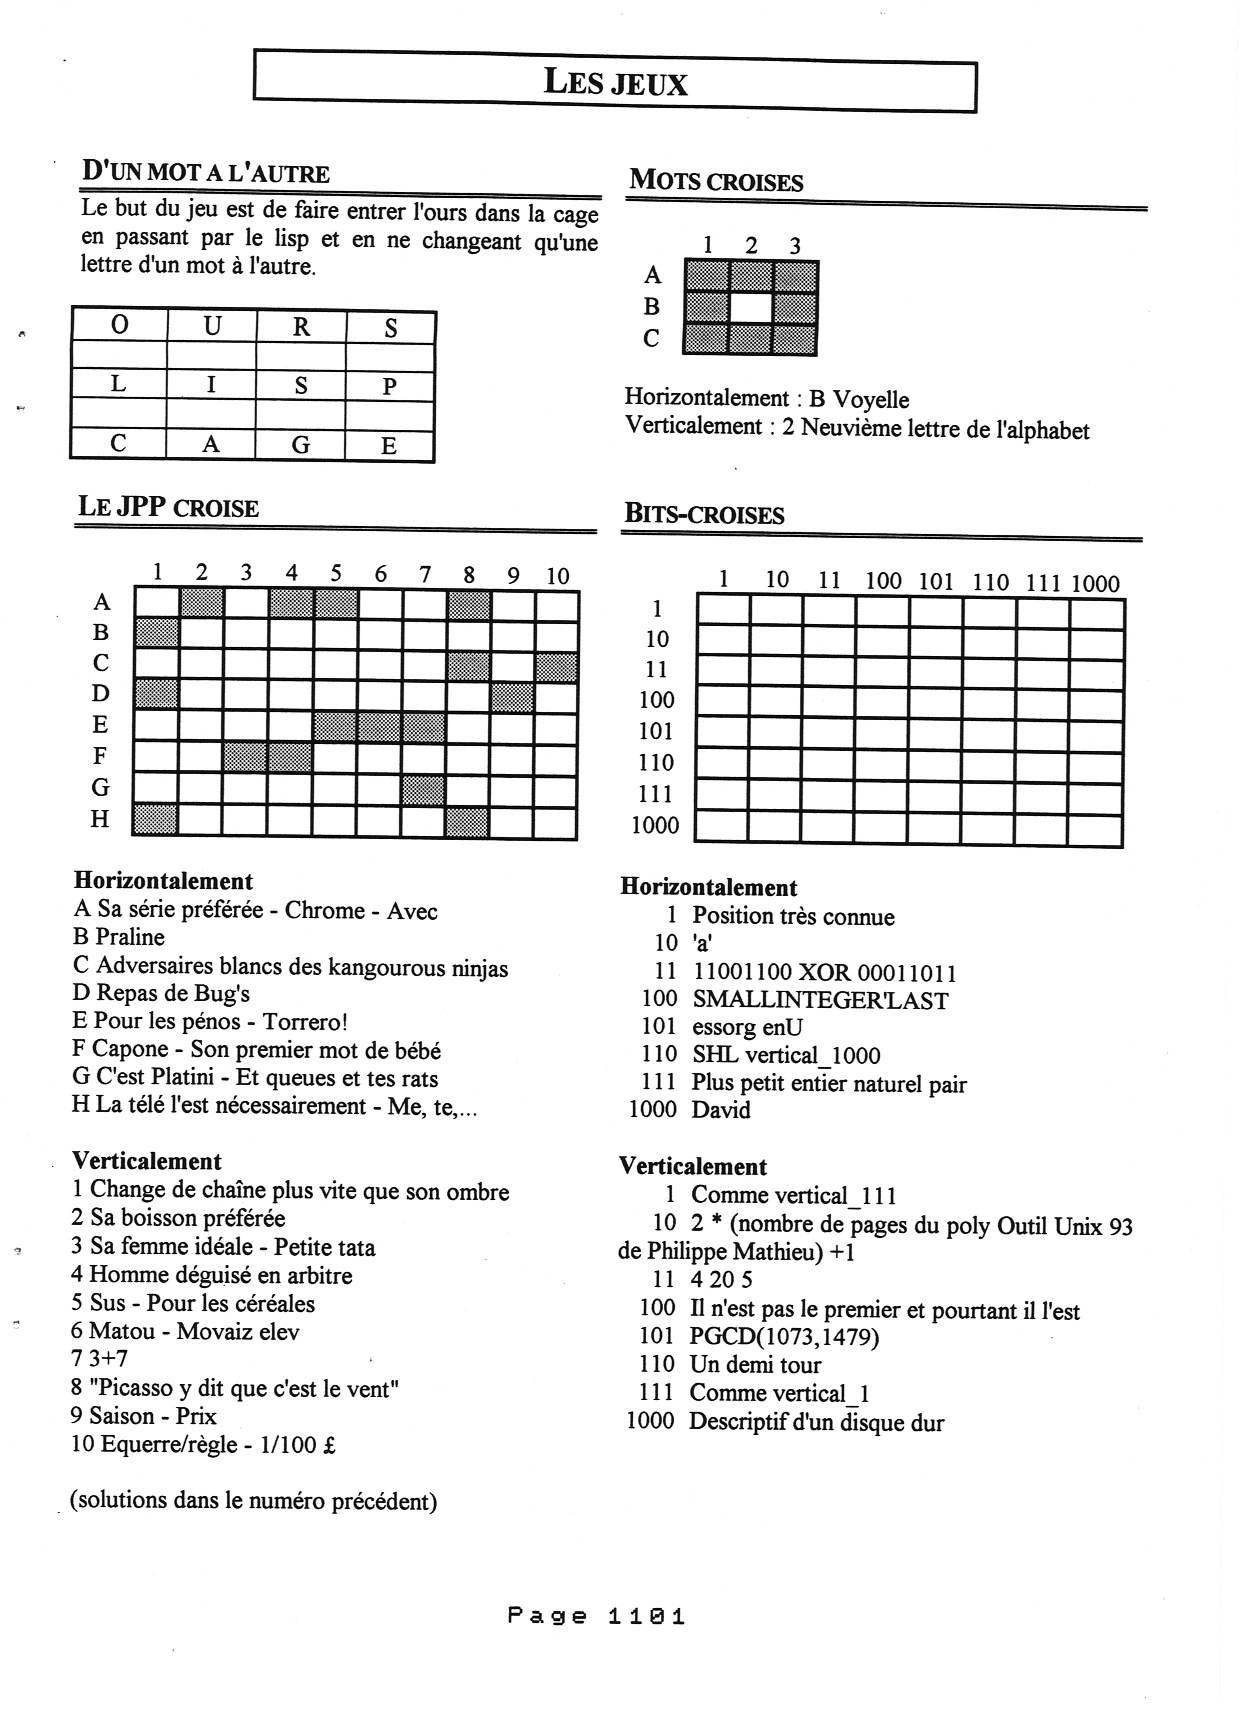 LES JEUX
D'UN MOT A L'AUTRE
Le but du jeu est de faire entrer l'ours dans la cage
en passant par le lisp et en ne changeant qu'une
lettre d'un mot à l'autre.
O U R S
L I S P
C A G E
MOTS CROISES
1 2 3
A
B
C
Horizontalement : B Voyelle
Verticalement : 2 Neuvième lettre de l'alphabet
LE JPP CROISE
1 2 3 4 5 6 7 8 9 10
A
B
C
D
E
F
G
H
Horizontalement
A Sa série préférée - Chrome - Avec
B Praline
C Adversaires blancs des kangourous ninjas
D Repas de Bug's
E Pour les pénos - Torrero!
F Capone - Son premier mot de bébé
G C'est Platini - Et queues et tes rats
H La télé l'est nécessairement - Me, te,...
Verticalement
1 Change de chaîne plus vite que son ombre
2 Sa boisson préférée
3 Sa femme idéale - Petite tata
4 Homme déguisé en arbitre
5 Sus - Pour les céréales
6 Matou - Movaiz elev
7 3+7
8 "Picasso y dit que c'est le vent"
9 Saison - Prix
10 Equerre/règle - 1/100 £
(solutions dans le numéro précédent)
BITS-CROISES
1 10 11 100 101 110 111 1000
1
10
11
100
101
110
111
1000
Horizontalement
1 Position très connue
10 'a'
11 11001100 XOR 00011011
100 SMALLINTEGER'LAST
101 essorg enU
110 SHL vertical_1000
111 Plus petit entier naturel pair
1000 David
Verticalement
1 Comme vertical_111
10 2 * (nombre de pages du poly Outil Unix 93
de Philippe Mathieu) +1
11 4 20 5
100 Il n'est pas le premier et pourtant il l'est
101 PGCD(1073,1479)
110 Un demi tour
111 Comme vertical_1
1000 Descriptif d'un disque dur
Page 1101